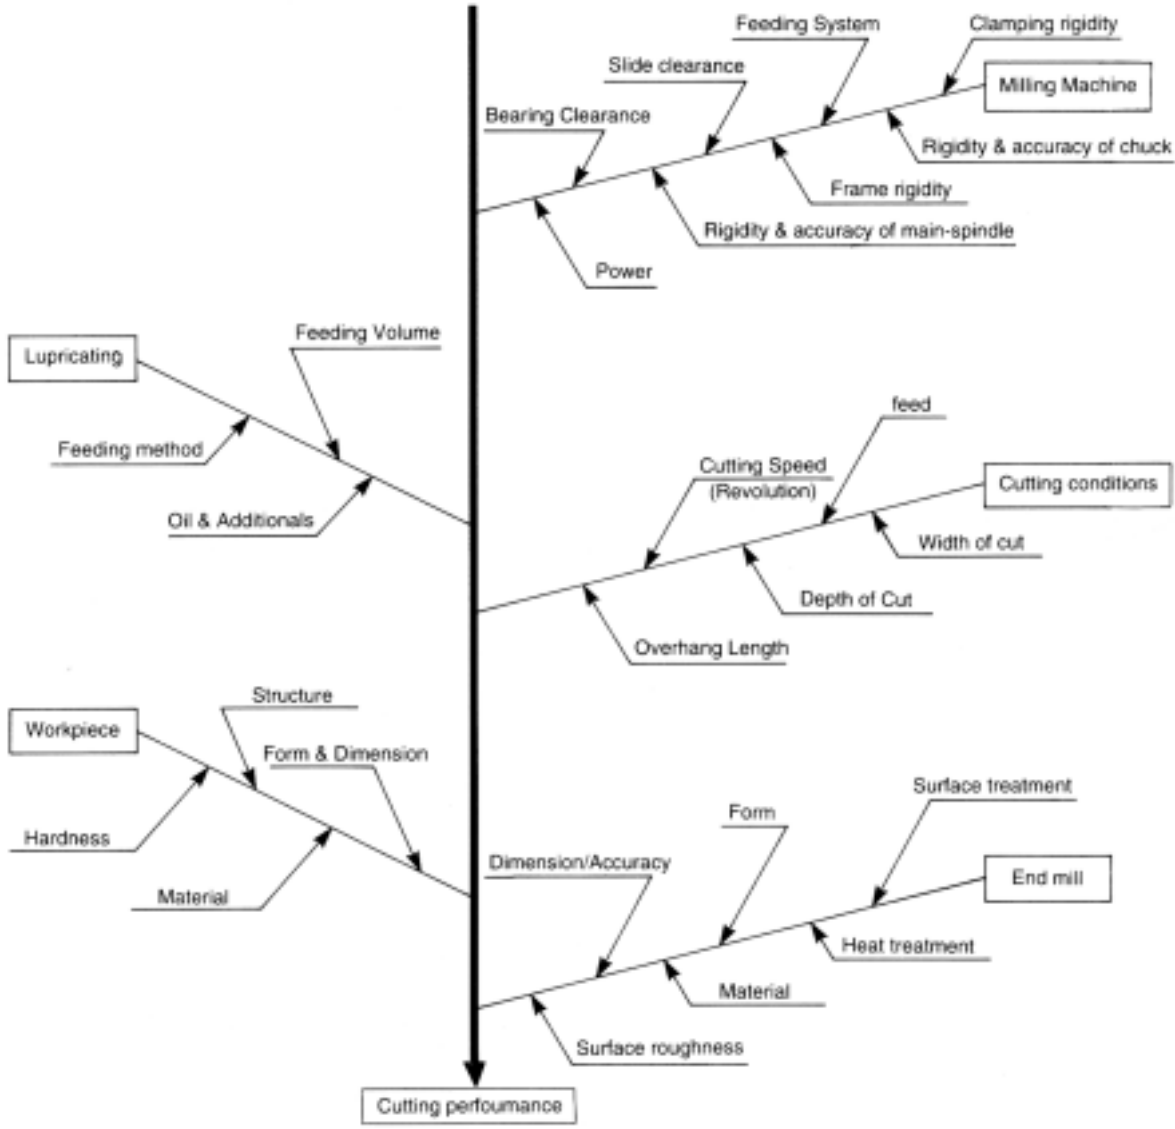 Feeding System
Clamping rigidity
Slide clearance
Milling Machine
Bearing Clearance
Rigidity & accuracy of chuck
Frame rigidity
Rigidity & accuracy of main-spindle
Power
Feeding Volume
Lupricating
Feeding method
Oil & Additionals
feed
Cutting Speed
(Revolution)
Cutting conditions
Width of cut
Depth of Cut
Overhang Length
Structure
Workpiece
Form & Dimension
Hardness
Material
Surface treatment
Form
Dimension/Accuracy
End mill
Heat treatment
Material
Surface roughness
Cutting perfoumance